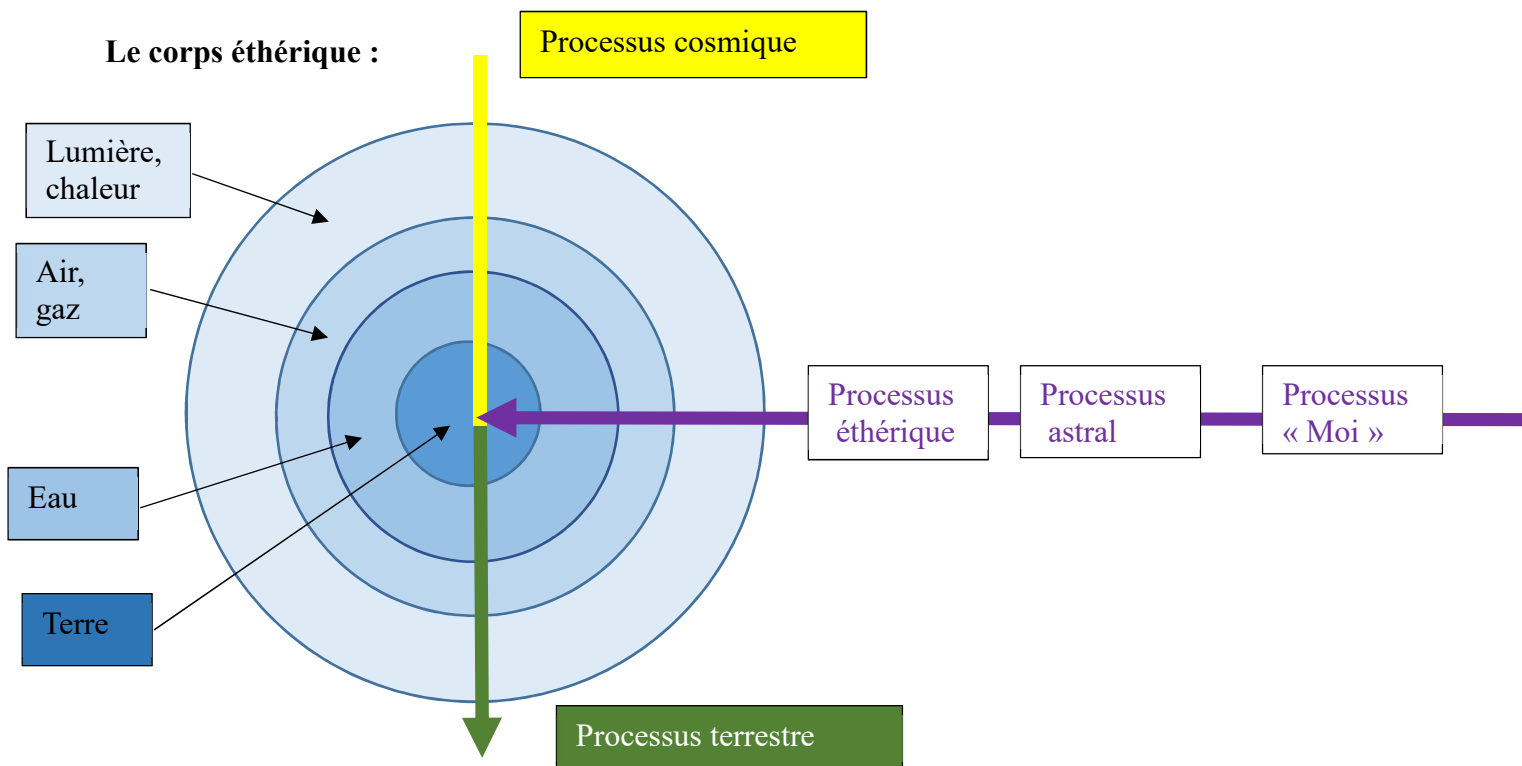 Le corps éthérique :
Processus cosmique
Lumière,
chaleur
Air,
gaz
Processus
éthérique
Processus
astral
Processus
« Moi »
Eau
Terre
Processus terrestre